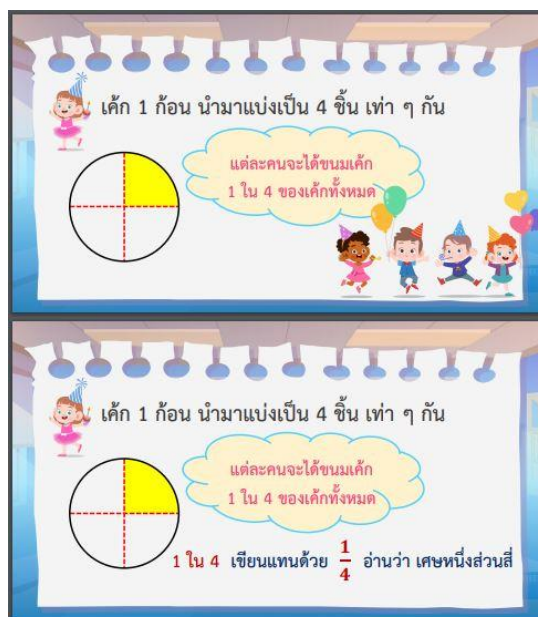 เค้ก 1 ก้อน นำมาแบ่งเป็น 4 ชิ้น เท่า ๆ กัน
แต่ละคนจะได้ขนมเค้ก
1 ใน 4 ของเค้กทั้งหมด
เค้ก 1 ก้อน นำมาแบ่งเป็น 4 ชิ้น เท่า ๆ กัน
แต่ละคนจะได้ขนมเค้ก
1 ใน 4 ของเค้กทั้งหมด
1 ใน 4 เขียนแทนด้วย 1/4 อ่านว่า เศษหนึ่งส่วนสี่